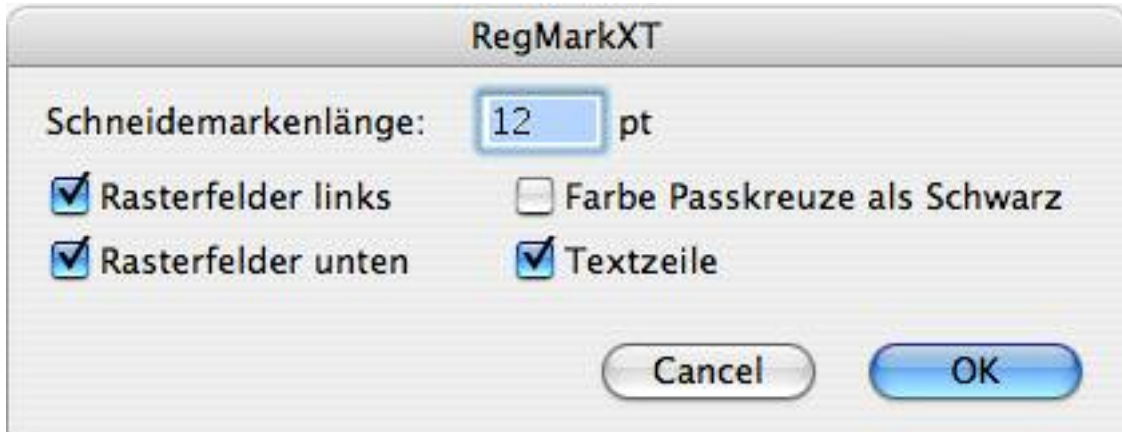 RegMarkXT
Schneidemarkenlänge: 12 pt
Rasterfelder links Farbe Passkreuze als Schwarz
Rasterfelder unten Textzeile
Cancel OK